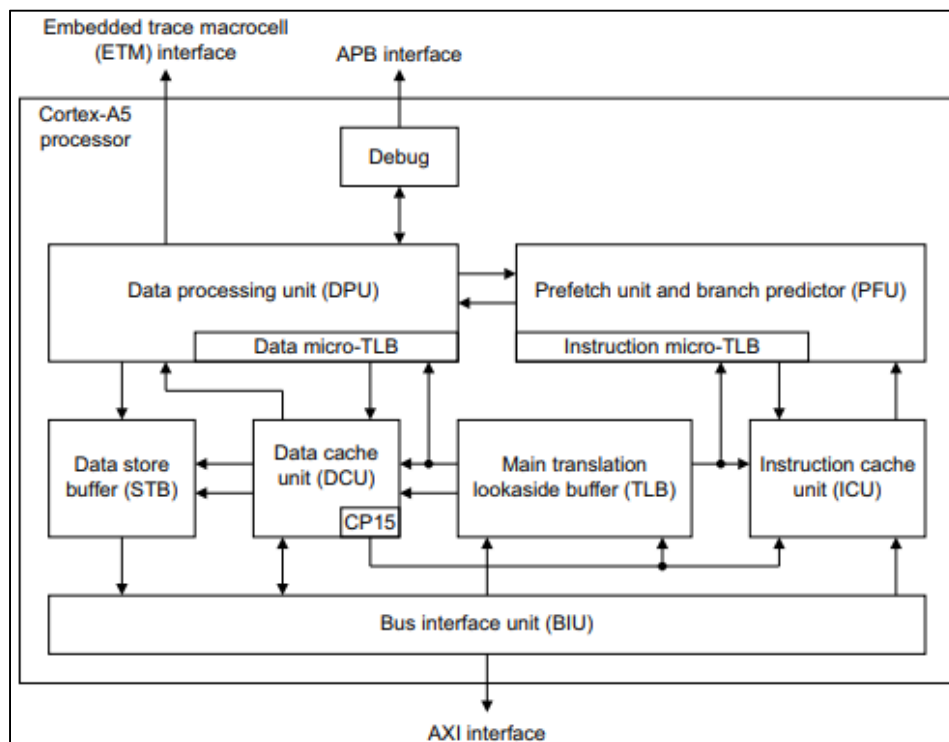 Embedded trace macrocell
(ETM) interface
APB interface
Cortex-A5
processor
Debug
Data processing unit (DPU)
Prefetch unit and branch predictor (PFU)
Data micro-TLB
Instruction micro-TLB
Data store
buffer (STB)
Data cache
unit (DCU)
CP15
Main translation
lookaside buffer (TLB)
Instruction cache
unit (ICU)
Bus interface unit (BIU)
AXI interface